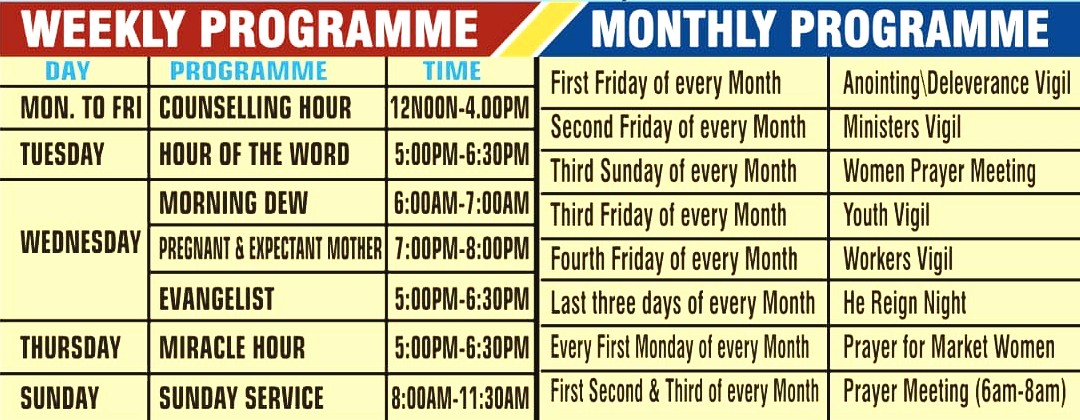 WEEKLY PROGRAMME
DAY PROGRAMME TIME
MON. TO FRI COUNSELLING HOUR 12NOON-4.00PM
TUESDAY HOUR OF THE WORD 5:00PM-6:30PM
WEDNESDAY MORNING DEW 6:00AM-7:00AM
PREGNANT & EXPECTANT MOTHER 7:00PM-8:00PM
EVANGELIST 5:00PM-6:30PM
THURSDAY MIRACLE HOUR 5:00PM-6:30PM
SUNDAY SUNDAY SERVICE 8:00AM-11:30AM
MONTHLY PROGRAMME
First Friday of every Month Anointing\Deleverance Vigil
Second Friday of every Month Ministers Vigil
Third Sunday of every Month Women Prayer Meeting
Third Friday of every Month Youth Vigil
Fourth Friday of every Month Workers Vigil
Last three days of every Month He Reign Night
Every First Monday of every Month Prayer for Market Women
First Second & Third of every Month Prayer Meeting (6am-8am)